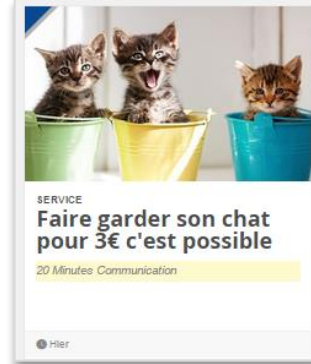 SERVICE
Faire garder son chat
pour 3€ c'est possible
20 Minutes Communication
Hier